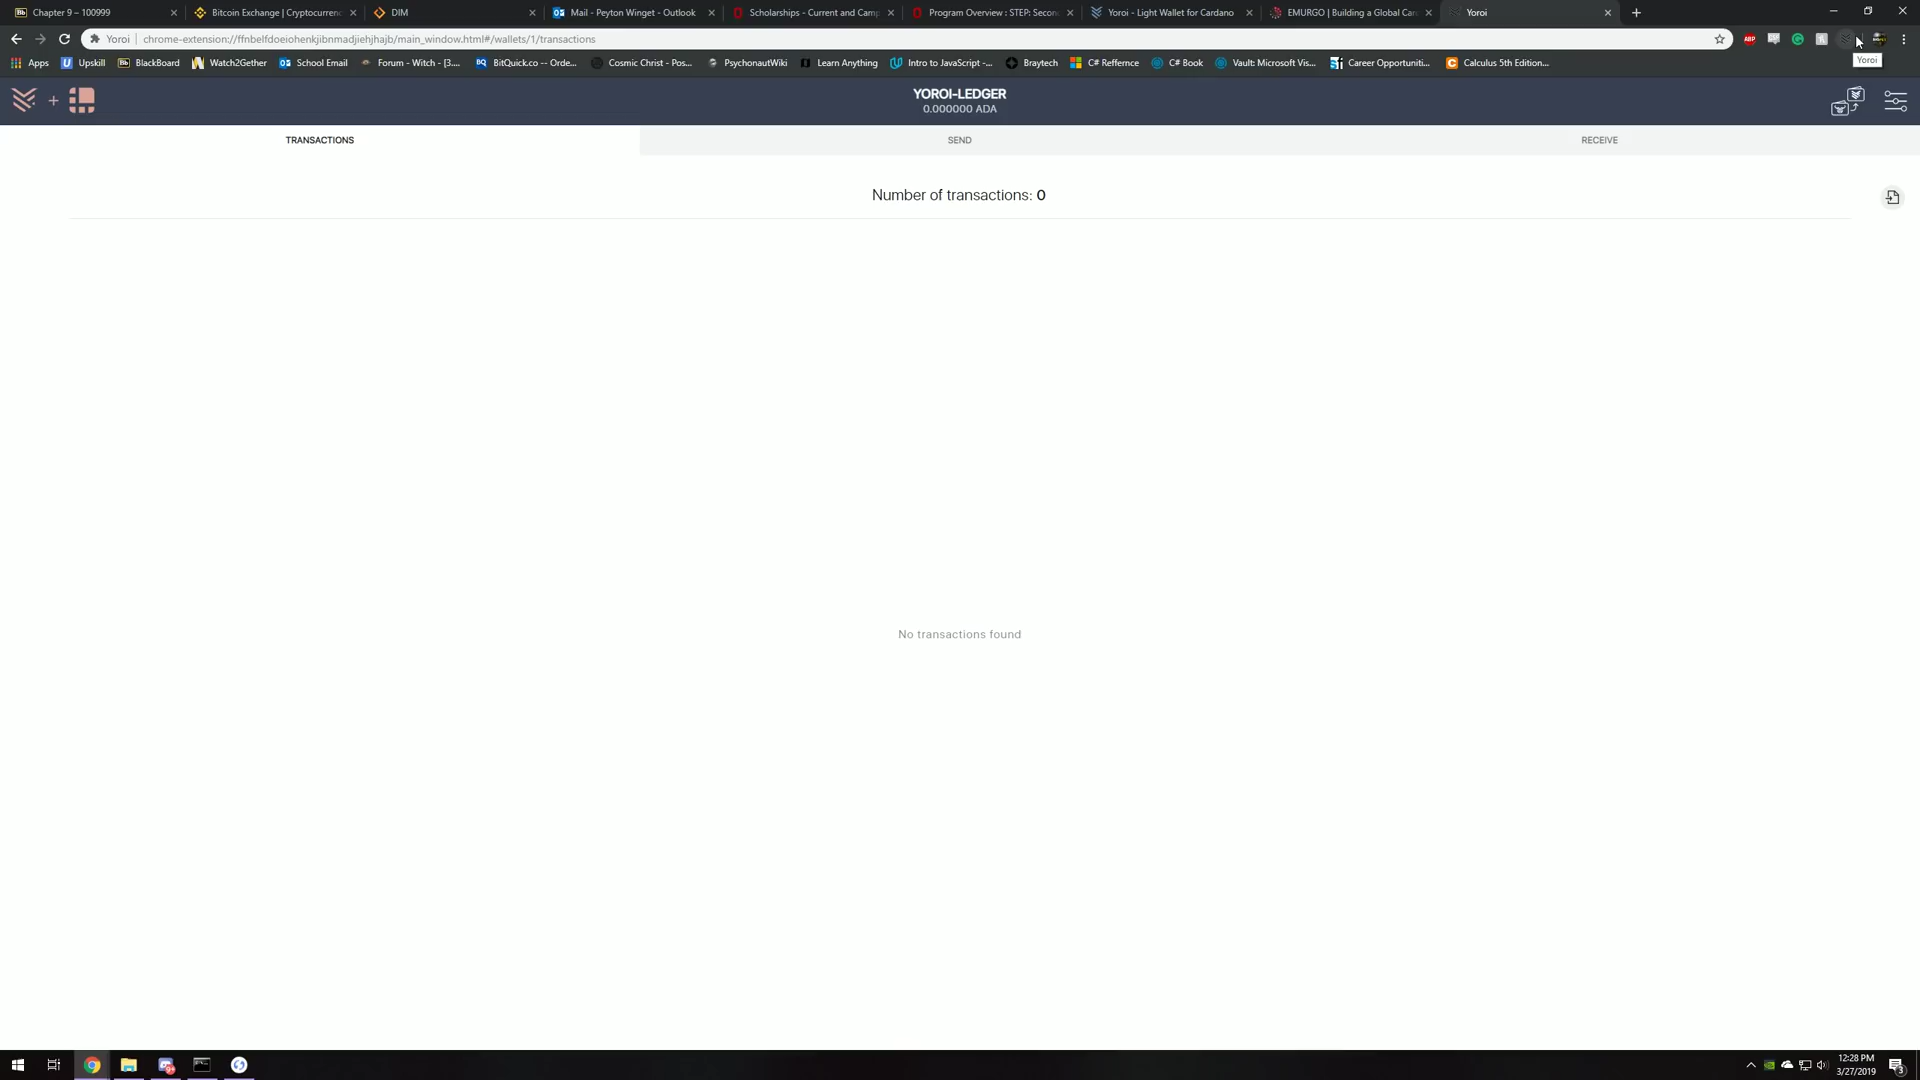 Chapter 9 – 100999
Bitcoin Exchange | Cryptocurrenc
DIM
Mail - Peyton Winget - Outlook
Scholarships - Current and Camp
Program Overview : STEP: Secon
Yoroi - Light Wallet for Cardano
EMURGO | Building a Global Car
Yoroi
Yoroi | chrome-extension://ffnbelfdoeiohenkjibnmadjiehjhajb/main_window.html#/wallets/1/transactions
ABP
Apps
Upskill
BlackBoard
Watch2Gether
School Email
Forum - Witch - [3....
BitQuick.co -- Orde...
Cosmic Christ - Pos...
PsychonautWiki
Learn Anything
Intro to JavaScript -...
Braytech
C# Reffernce
C# Book
Vault: Microsoft Vis...
Career Opportuniti...
Calculus 5th Edition...
Yoroi
YOROI-LEDGER
0.000000 ADA
TRANSACTIONS
SEND
RECEIVE
Number of transactions: 0
No transactions found
12:28 PM
3/27/2019